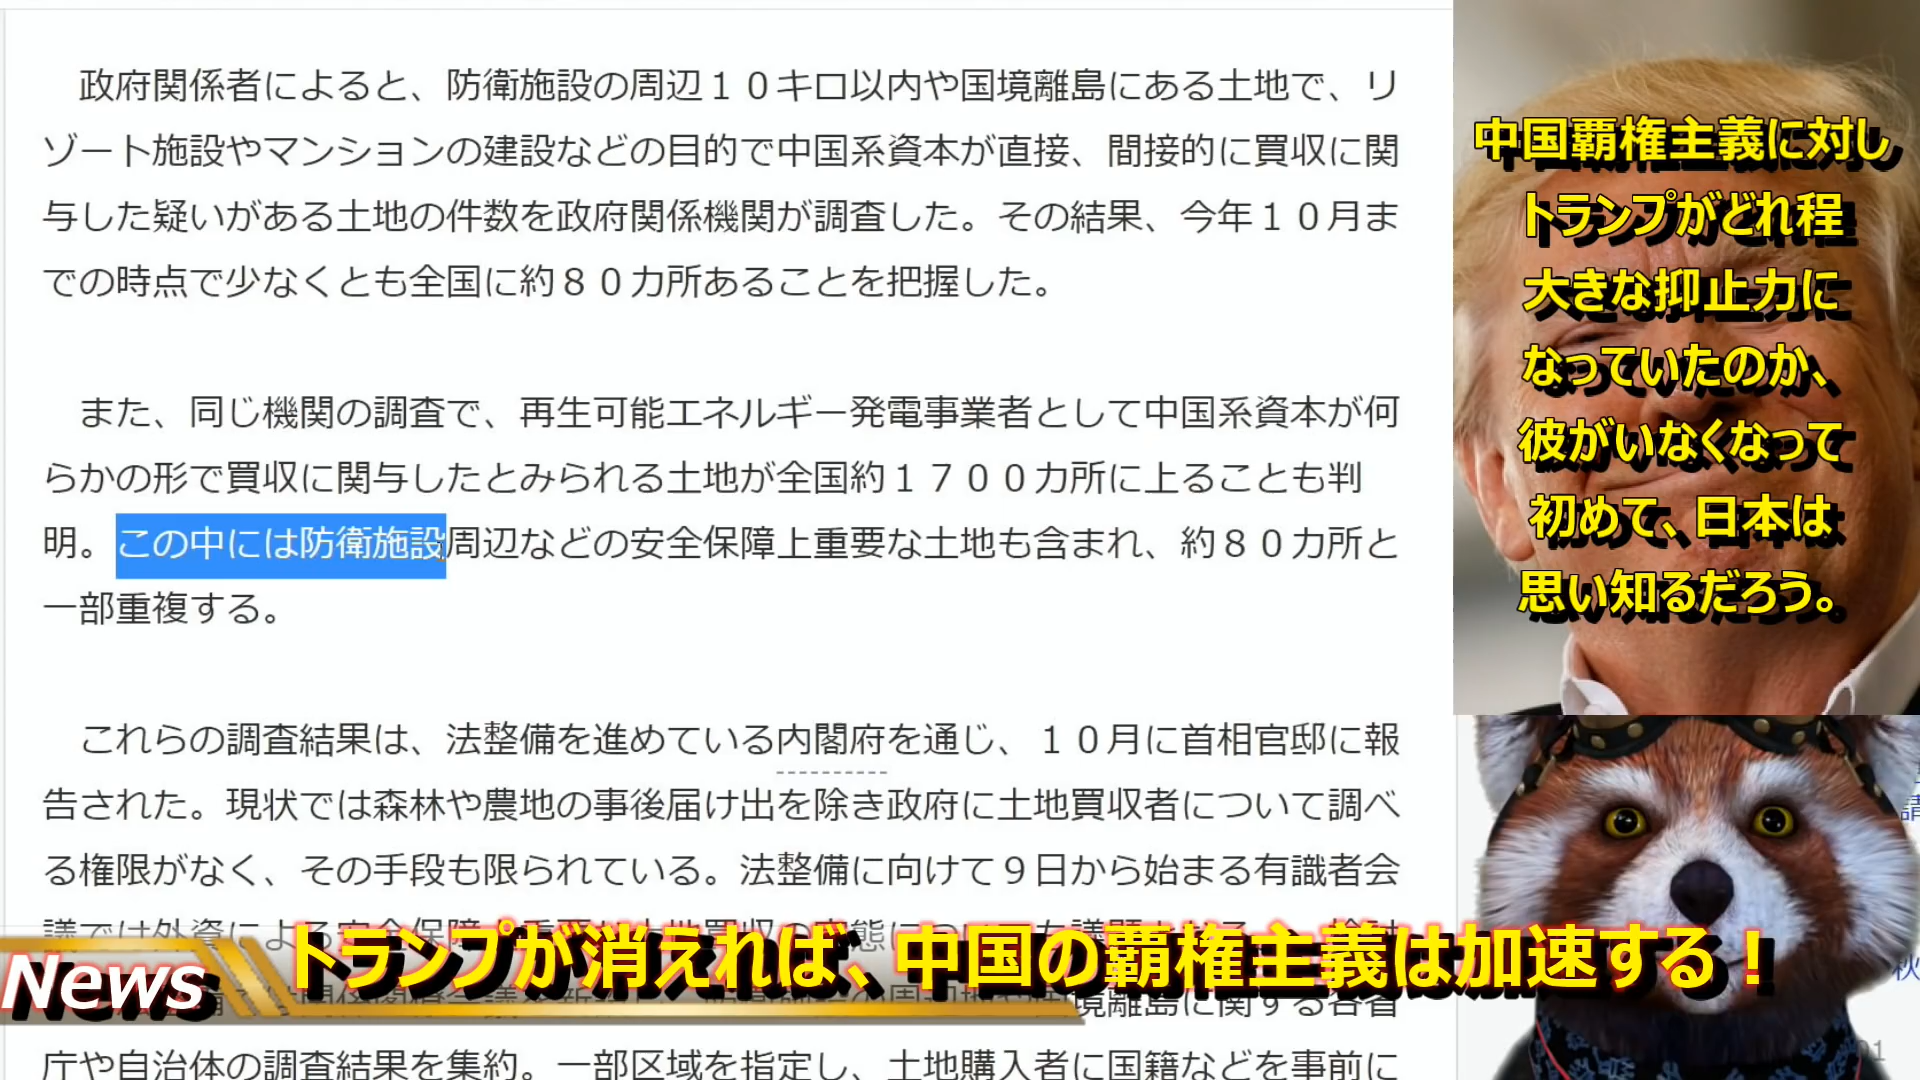 政府関係者によると、防衛施設の周辺１０キロ以内や国境離島にある土地で、リ
ゾート施設やマンションの建設などの目的で中国系資本が直接、間接的に買収に関
与した疑いがある土地の件数を政府関係機関が調査した。その結果、今年１０月ま
での時点で少なくとも全国に約８０カ所あることを把握した。
また、同じ機関の調査で、再生可能エネルギー発電事業者として中国系資本が何
らかの形で買収に関与したとみられる土地が全国約１７００カ所に上ることも判
明。この中には防衛施設周辺などの安全保障上重要な土地も含まれ、約８０カ所と
一部重複する。
これらの調査結果は、法整備を進めている内閣府を通じ、１０月に首相官邸に報
告された。現状では森林や農地の事後届け出を除き政府に土地買収者について調べ
る権限がなく、その手段も限られている。法整備に向けて９日から始まる有識者会
庁や自治体の調査結果を集約。一部区域を指定し、土地購入者に国籍などを事前に
中国覇権主義に対し
トランプがどれ程
大きな抑止力に
なっていたのか、
彼がいなくなって
初めて、日本は
思い知るだろう。
News
トランプが消えれば、中国の覇権主義は加速する！